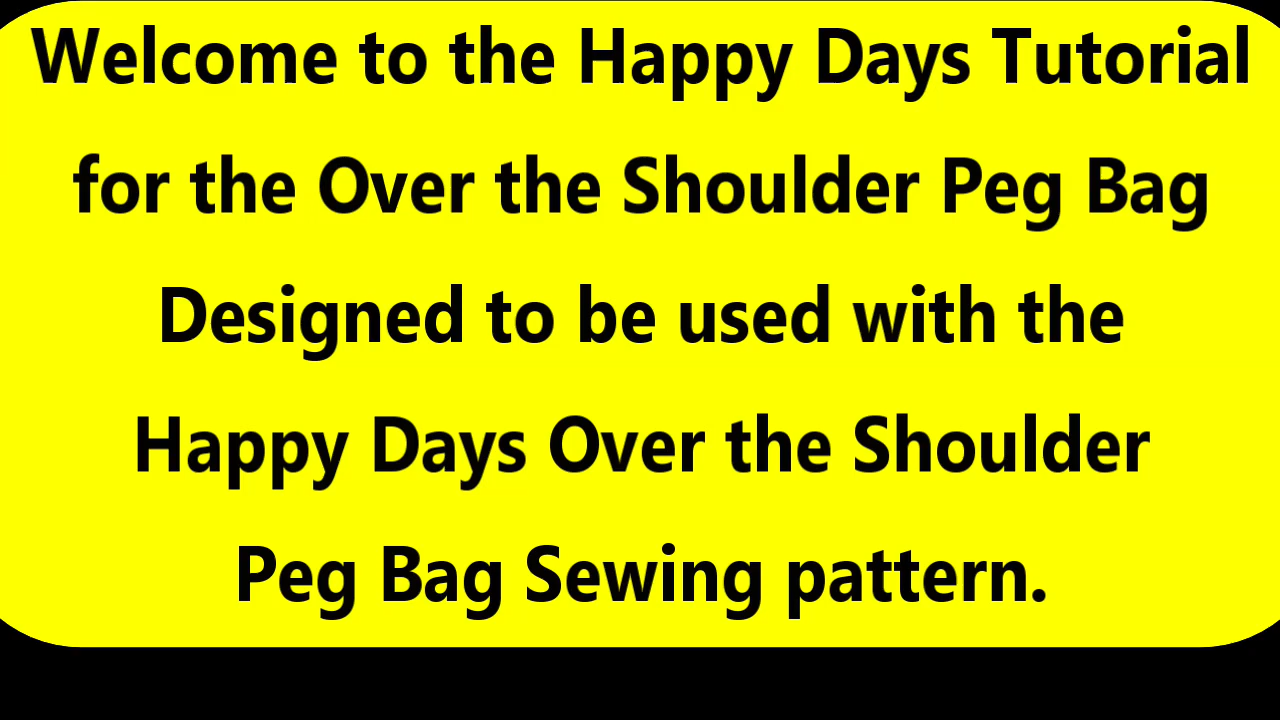 Welcome to the Happy Days Tutorial
for the Over the Shoulder Peg Bag
Designed to be used with the
Happy Days Over the Shoulder
Peg Bag Sewing pattern.